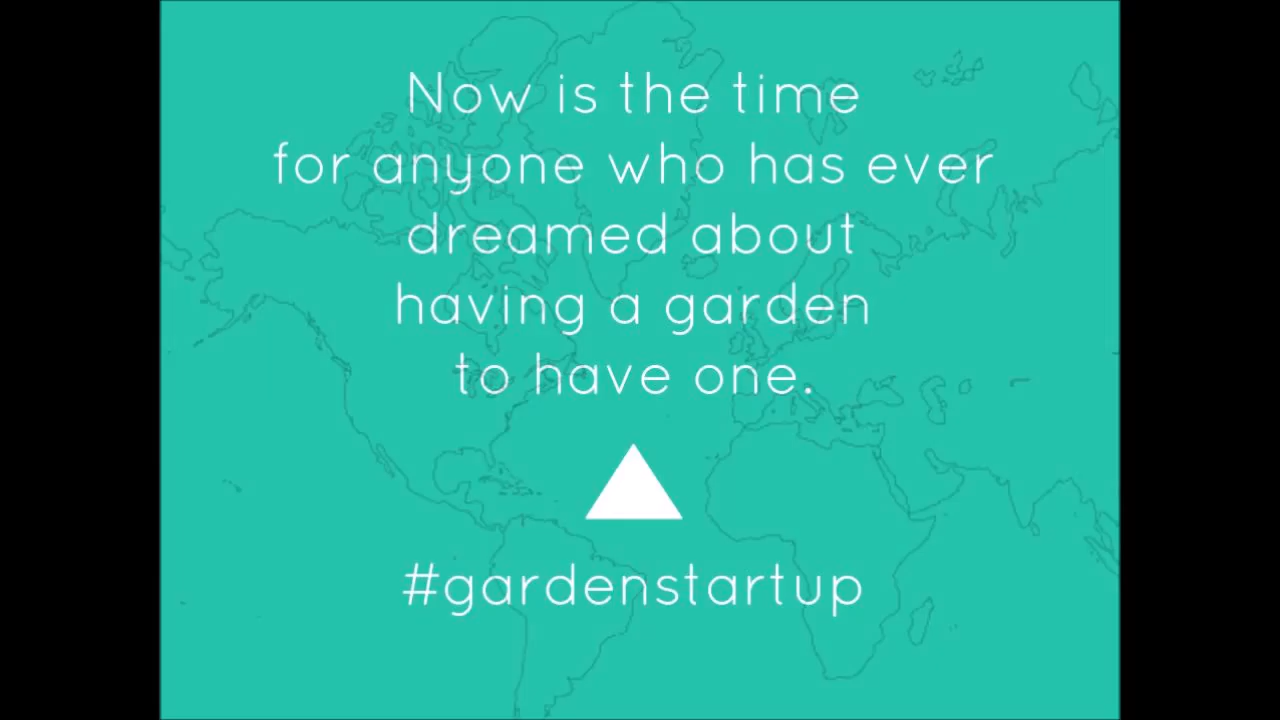 Now is the time
for anyone who has ever
dreamed about
having a garden
to have one.
#gardenstartup